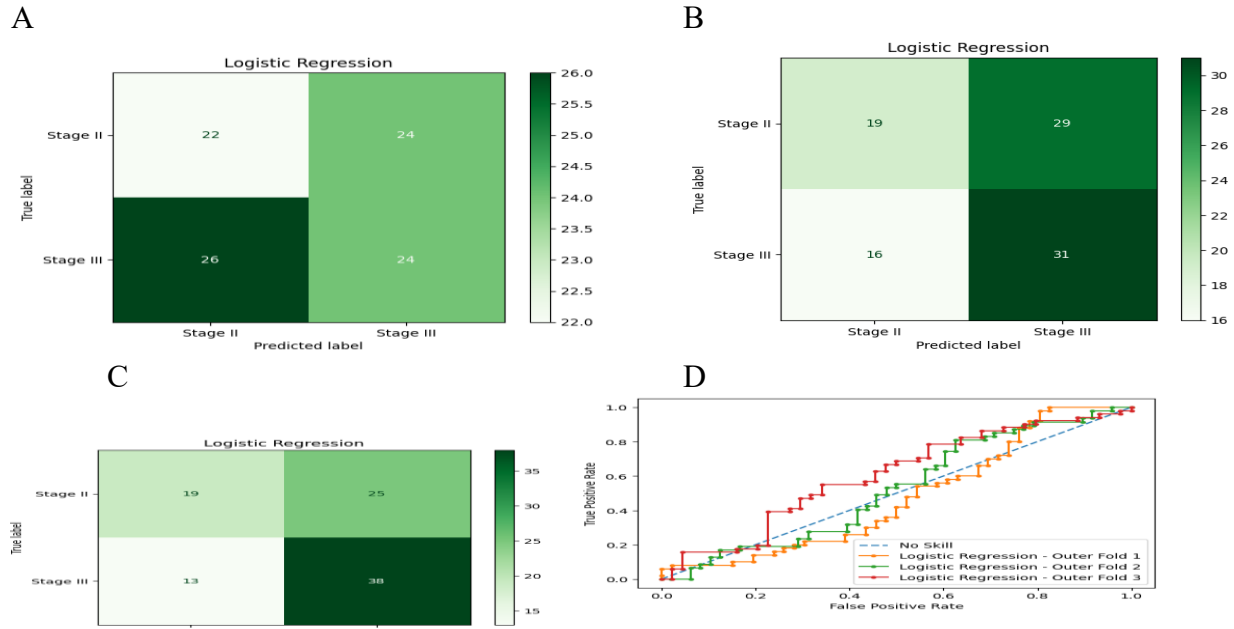 A
Logistic Regression
True label
Stage II
22
24
Stage III
26
24
Stage II
Stage III
Predicted label
26.0
25.5
25.0
24.5
24.0
23.5
23.0
22.5
22.0
B
Logistic Regression
True label
Stage II
19
29
Stage III
16
31
Stage II
Stage III
Predicted label
30
28
26
24
22
20
18
16
C
Logistic Regression
True label
Stage II
19
25
Stage III
13
38
35
30
25
20
15
D
True Positive Rate
1.0
0.8
0.6
0.4
0.2
0.0
No Skill
Logistic Regression - Outer Fold 1
Logistic Regression - Outer Fold 2
Logistic Regression - Outer Fold 3
0.0
0.2
0.4
0.6
0.8
1.0
False Positive Rate